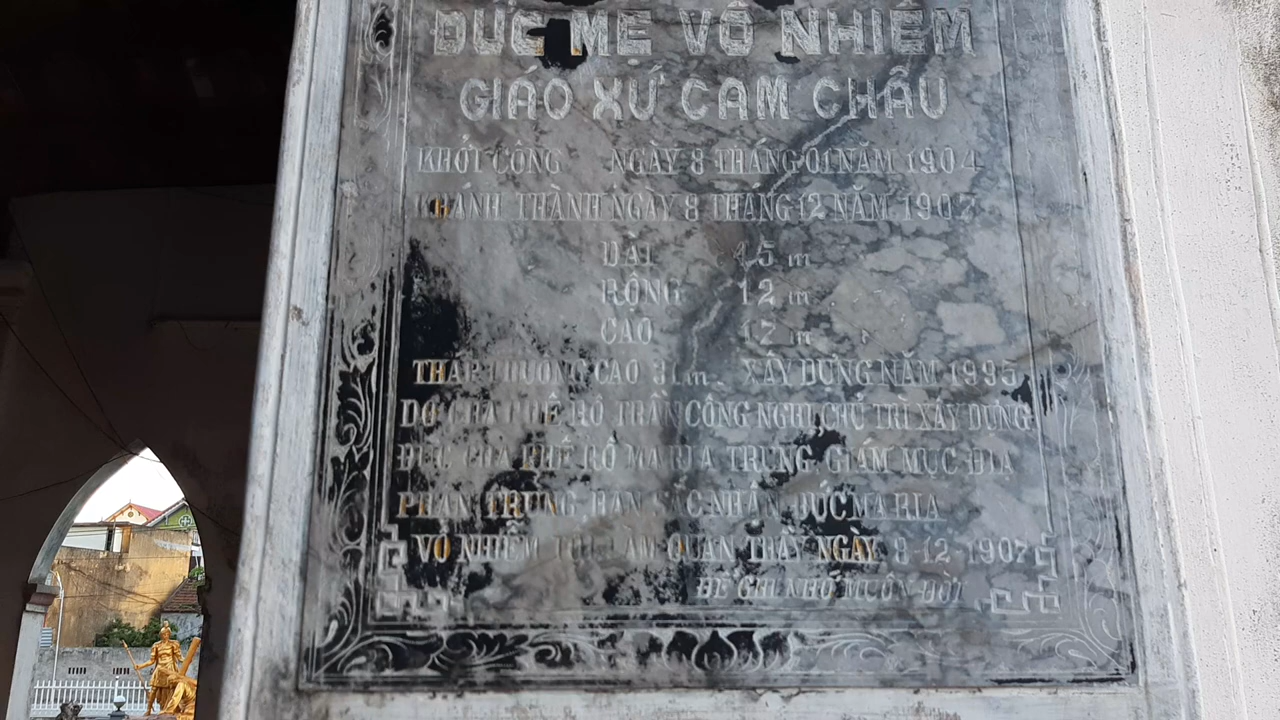 ĐỨC MẸ VÔ NHIỄM
GIÁO XỨ CAM CHÂU
KHỞI CÔNG NGÀY 8 THÁNG 01 NĂM 1904
KHÁNH THÀNH NGÀY 8 THÁNG 12 NĂM 1907
DÀI 45 m
RỘNG 12 m
CAO 12 m
THÁP CHUÔNG CAO 31m. XÂY DỰNG NĂM 1995
DO CHA PHÊ RÔ TRẦN CÔNG NGHỊ CHỦ TRÌ XÂY DỰNG
ĐỨC CHA PHÊ RÔ MARIA TRUNG GIÁM MỤC ĐỊA
PHẬN TRUNG BAN SẮC NHẬN ĐỨC MARIA
VÔ NHIỄM THAI LÀM QUAN THẦY NGÀY 8-12-1907
ĐỂ GHI NHỚ MUÔN ĐỜI